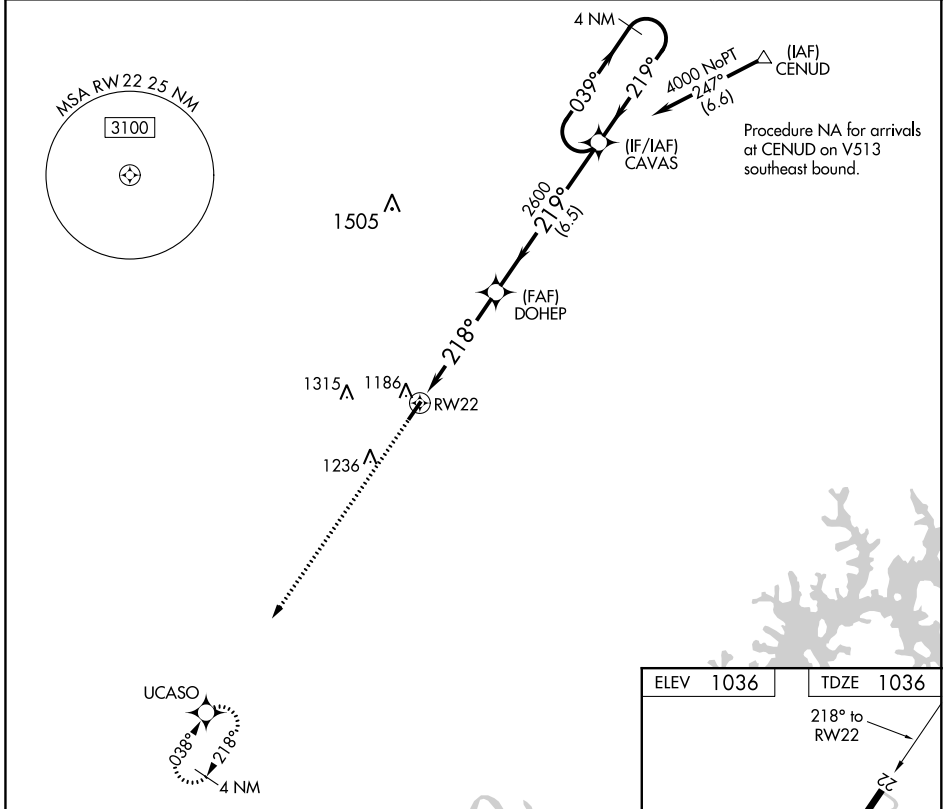 4 NM
(IAF)
CENUD
4000 NoPT
247°
(6.6)
MSA RW 22 25 NM
3100
039°
219°
Procedure NA for arrivals
at CENUD on V513
southeast bound.
(IF/IAF)
CAVAS
1505
2600
219°
(6.5)
(FAF)
DOHEP
218°
1315
1186
RW22
1236
UCASO
038°
218°
4 NM
ELEV 1036
TDZE 1036
218° to
RW22
22